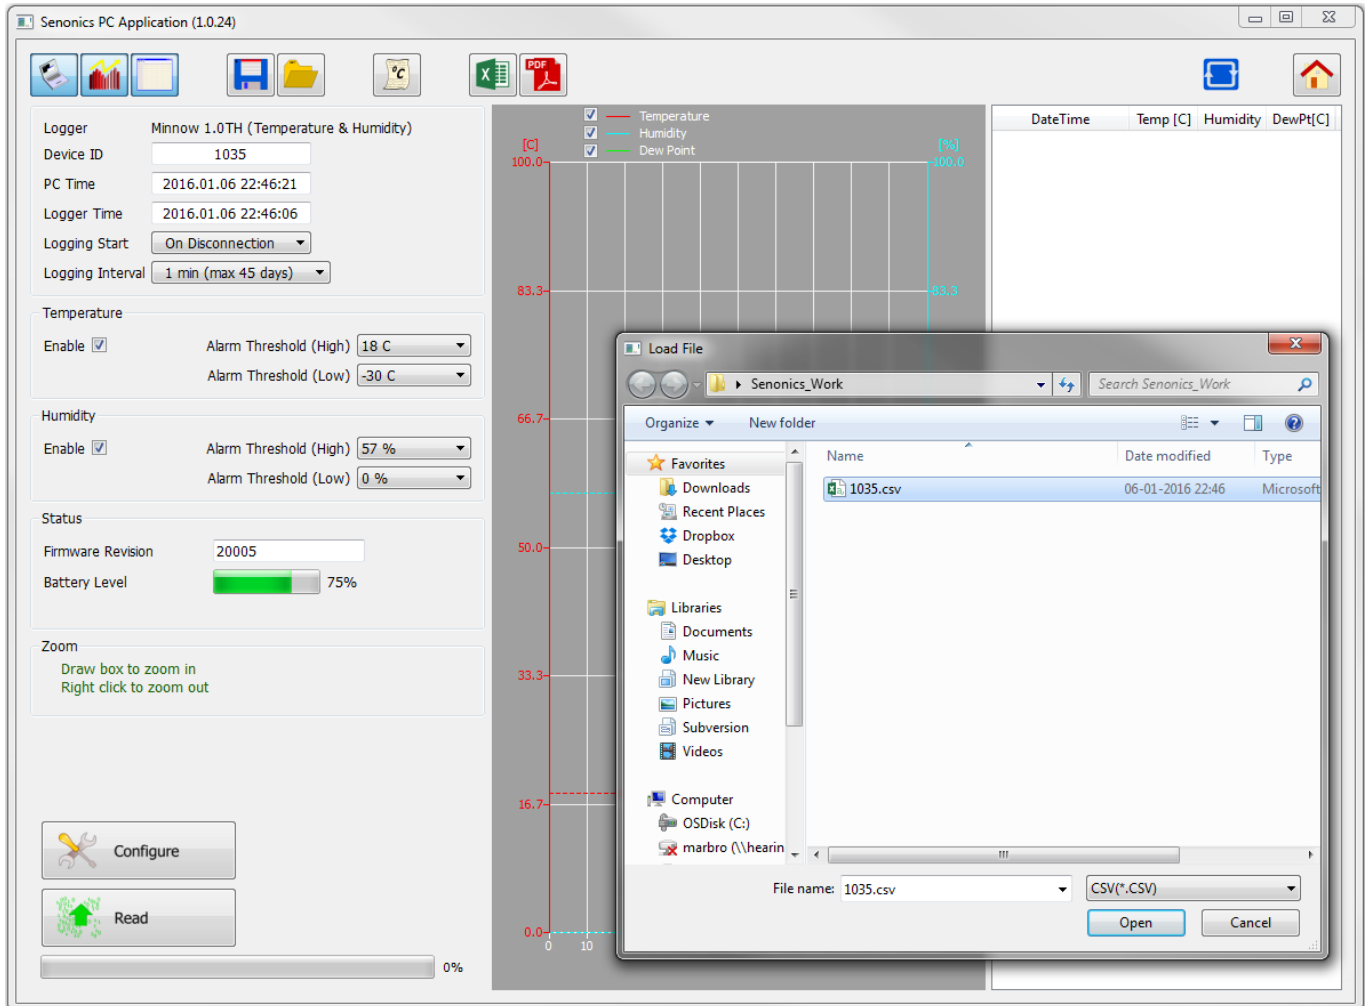 Senonics PC Application (1.0.24)
°C
X
PDF
Logger Minnow 1.0TH (Temperature & Humidity)
Device ID 1035
PC Time 2016.01.06 22:46:21
Logger Time 2016.01.06 22:46:06
Logging Start On Disconnection
Logging Interval 1 min (max 45 days)
Temperature
Enable Alarm Threshold (High) 18 C
Alarm Threshold (Low) -30 C
Humidity
Enable Alarm Threshold (High) 57 %
Alarm Threshold (Low) 0 %
Status
Firmware Revision 20005
Battery Level 75%
Zoom
Draw box to zoom in
Right click to zoom out
Configure
Read
0%
Temperature
Humidity
Dew Point
[C] [%]
100.0 100.0
83.3 83.3
66.7
50.0
33.3
16.7
0.0
0 10
DateTime Temp [C] Humidity DewPt[C]
Load File
Senonics_Work
Search Senonics_Work
Organize New folder
Favorites
Downloads
Recent Places
Dropbox
Desktop
Libraries
Documents
Music
New Library
Pictures
Subversion
Videos
Computer
OSDisk (C:)
marbro (\\hearin
Name Date modified Type
1035.csv 06-01-2016 22:46 Microsoft
File name: 1035.csv CSV(*.CSV)
Open Cancel